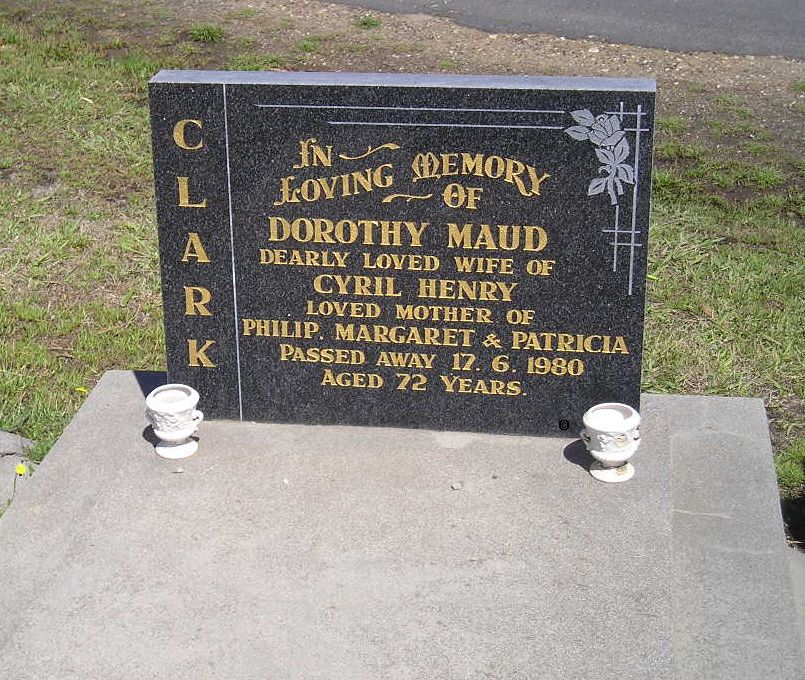 CLARK
IN
LOVING MEMORY
OF
DOROTHY MAUD
DEARLY LOVED WIFE OF
CYRIL HENRY
LOVED MOTHER OF
PHILIP. MARGARET & PATRICIA
PASSED AWAY 17. 6. 1980
AGED 72 YEARS.